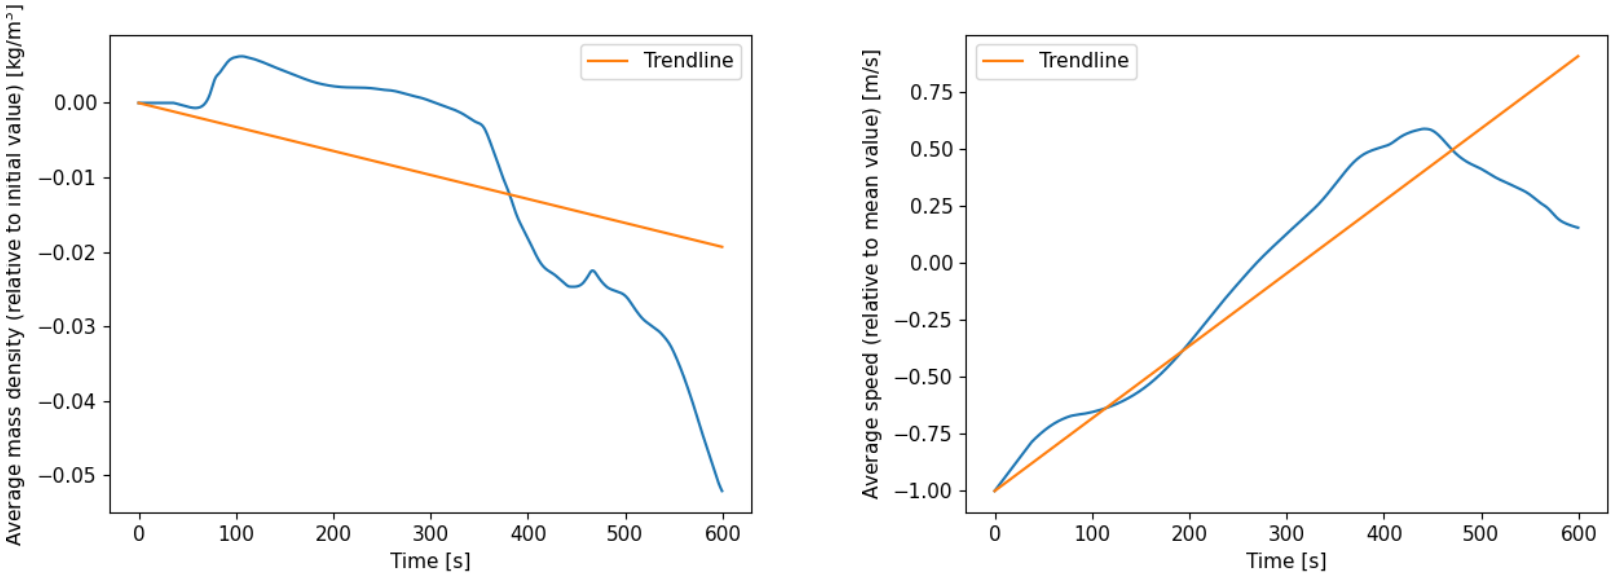 Average mass density (relative to initial value) [kg/m³]
Trendline
0.00
−0.01
−0.02
−0.03
−0.04
−0.05
0 100 200 300 400 500 600
Time [s]
Average speed (relative to mean value) [m/s]
Trendline
0.75
0.50
0.25
0.00
−0.25
−0.50
−0.75
−1.00
0 100 200 300 400 500 600
Time [s]